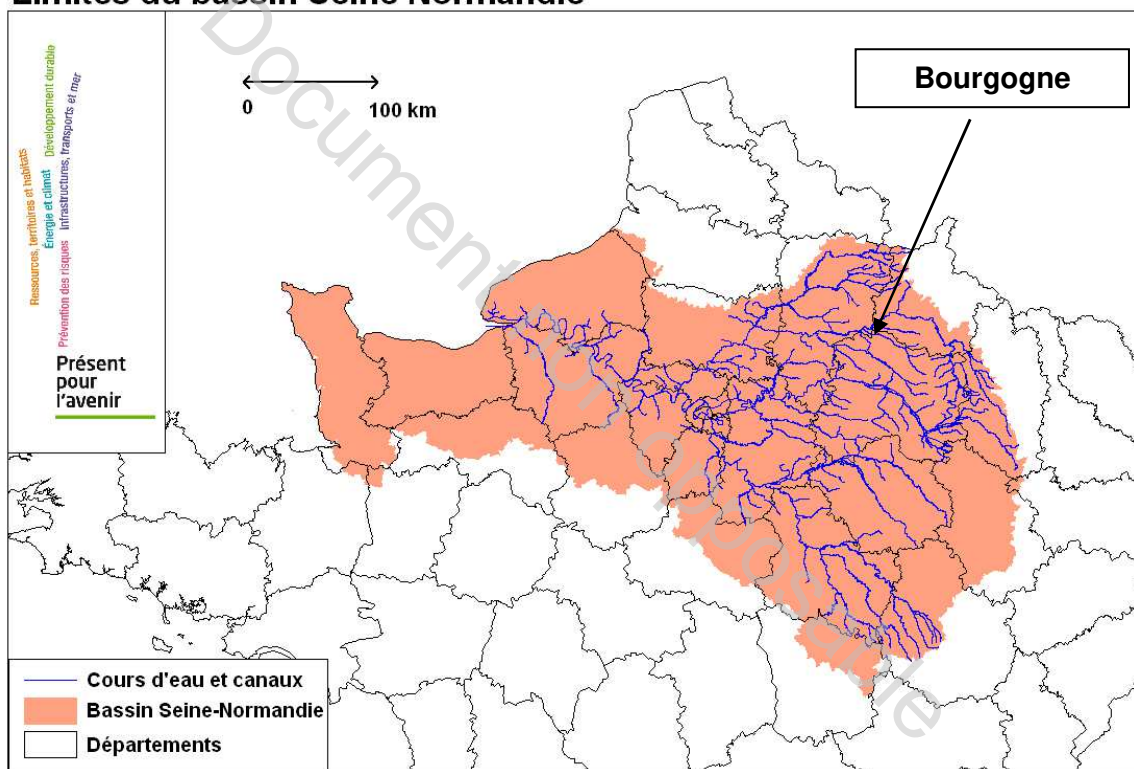 Limites du bassin Seine Normandie
Ressources, territoires et habitats
Énergie et climat Développement durable
Prévention des risques Infrastructures, transports et mer
Présent
pour
l'avenir
0 100 km
Bourgogne
Document non opposable
Cours d'eau et canaux
Bassin Seine-Normandie
Départements